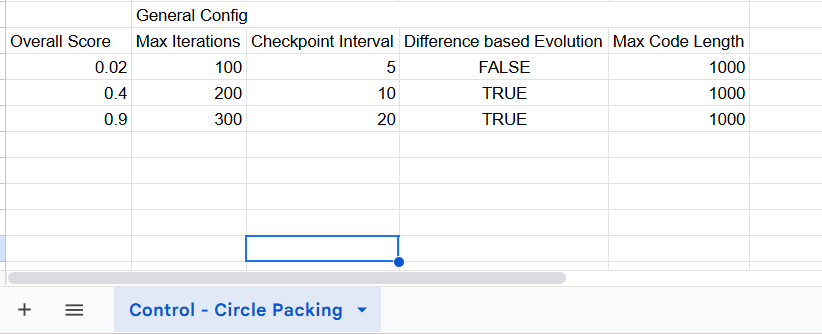 General Config
Overall Score Max Iterations Checkpoint Interval Difference based Evolution Max Code Length
0.02 100 5 FALSE 1000
0.4 200 10 TRUE 1000
0.9 300 20 TRUE 1000
Control - Circle Packing